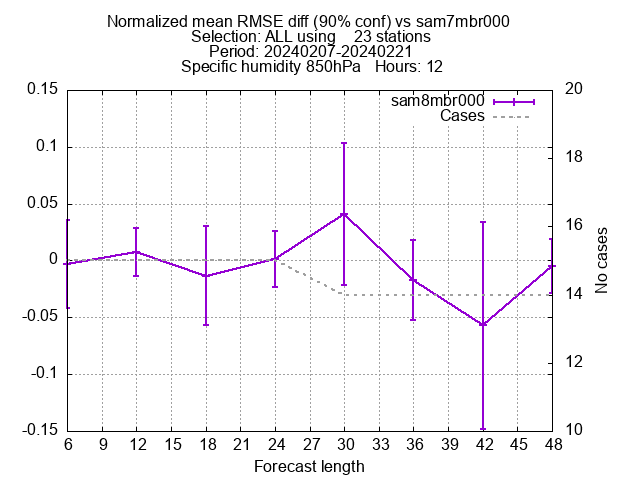 Normalized mean RMSE diff (90% conf) vs sam7mbr000
Selection: ALL using    23 stations
Period: 20240207-20240221
Specific humidity 850hPa   Hours: 12
sam8mbr000
Cases
0.15
0.1
0.05
0
-0.05
-0.1
-0.15
20
18
16
14
12
10
No cases
6 9 12 15 18 21 24 27 30 33 36 39 42 45 48
Forecast length